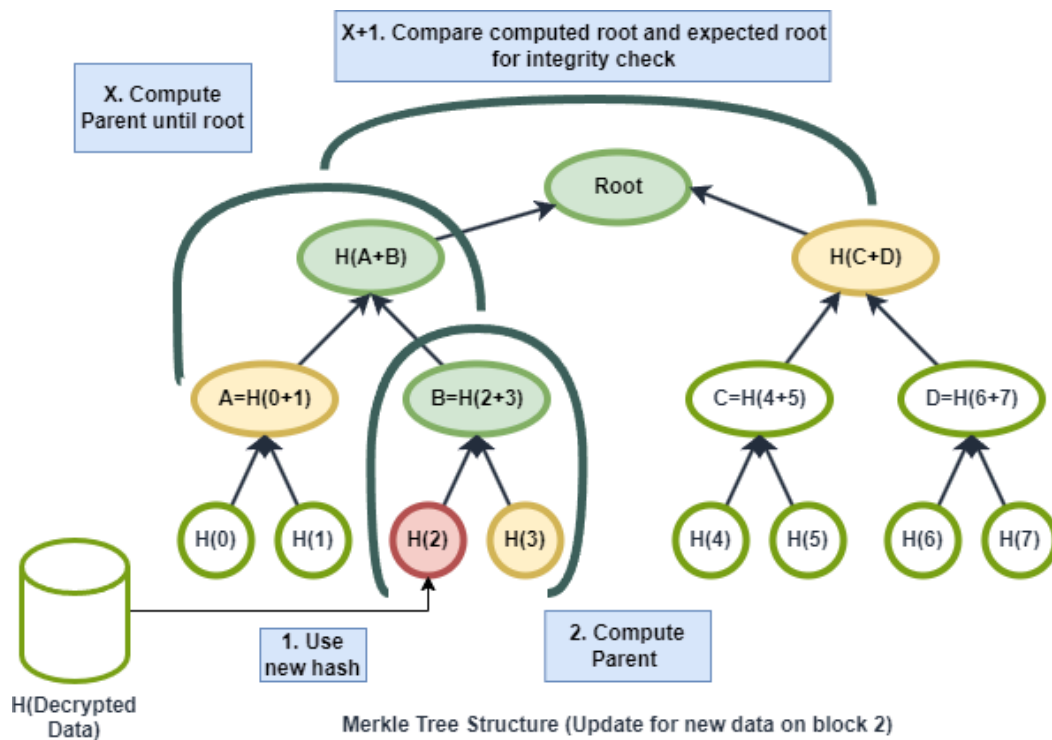 X+1. Compare computed root and expected root
for integrity check
X. Compute
Parent until root
Root
H(A+B)
H(C+D)
A=H(0+1)
B=H(2+3)
C=H(4+5)
D=H(6+7)
H(0)
H(1)
H(2)
H(3)
H(4)
H(5)
H(6)
H(7)
1. Use
new hash
2. Compute
Parent
H(Decrypted
Data)
Merkle Tree Structure (Update for new data on block 2)